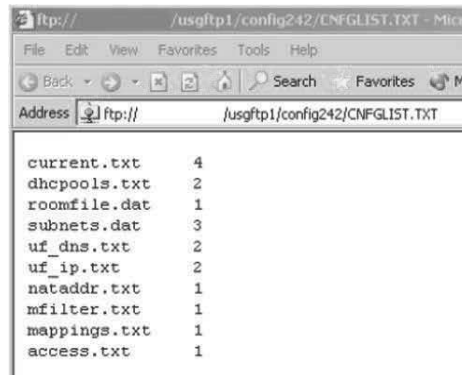 ftp:// /usgftp1/config242/CNFGLIST.TXT - Micr
File Edit View Favorites Tools Help
Back Search Favorites M
Address ftp:// /usgftp1/config242/CNFGLIST.TXT
current.txt 4
dhcpools.txt 2
roomfile.dat 1
subnets.dat 3
uf_dns.txt 2
uf_ip.txt 2
nataddr.txt 1
mfilter.txt 1
mappings.txt 1
access.txt 1